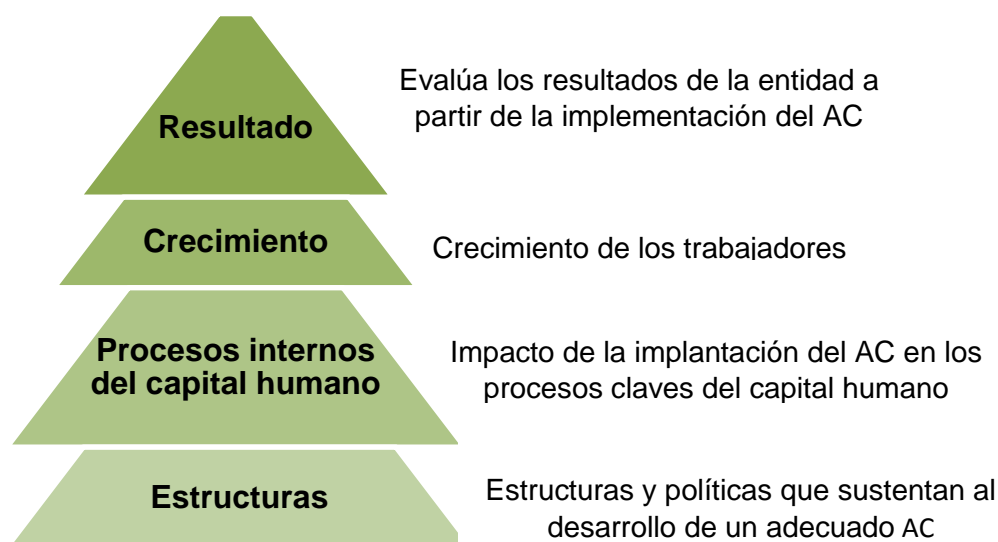 Resultado
Evalúa los resultados de la entidad a
partir de la implementación del AC
Crecimiento
Crecimiento de los trabajadores
Procesos internos
del capital humano
Impacto de la implantación del AC en los
procesos claves del capital humano
Estructuras
Estructuras y políticas que sustentan al
desarrollo de un adecuado AC